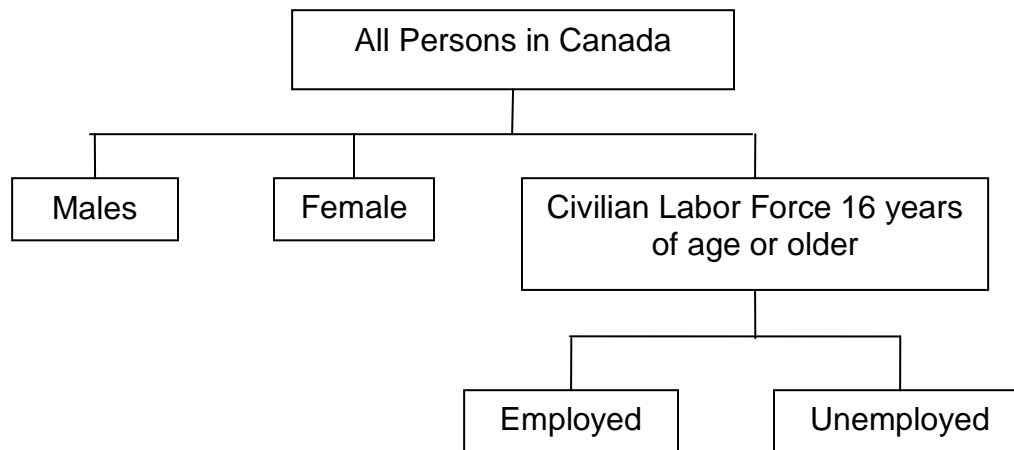 All Persons in Canada
Males
Female
Civilian Labor Force 16 years
of age or older
Employed
Unemployed